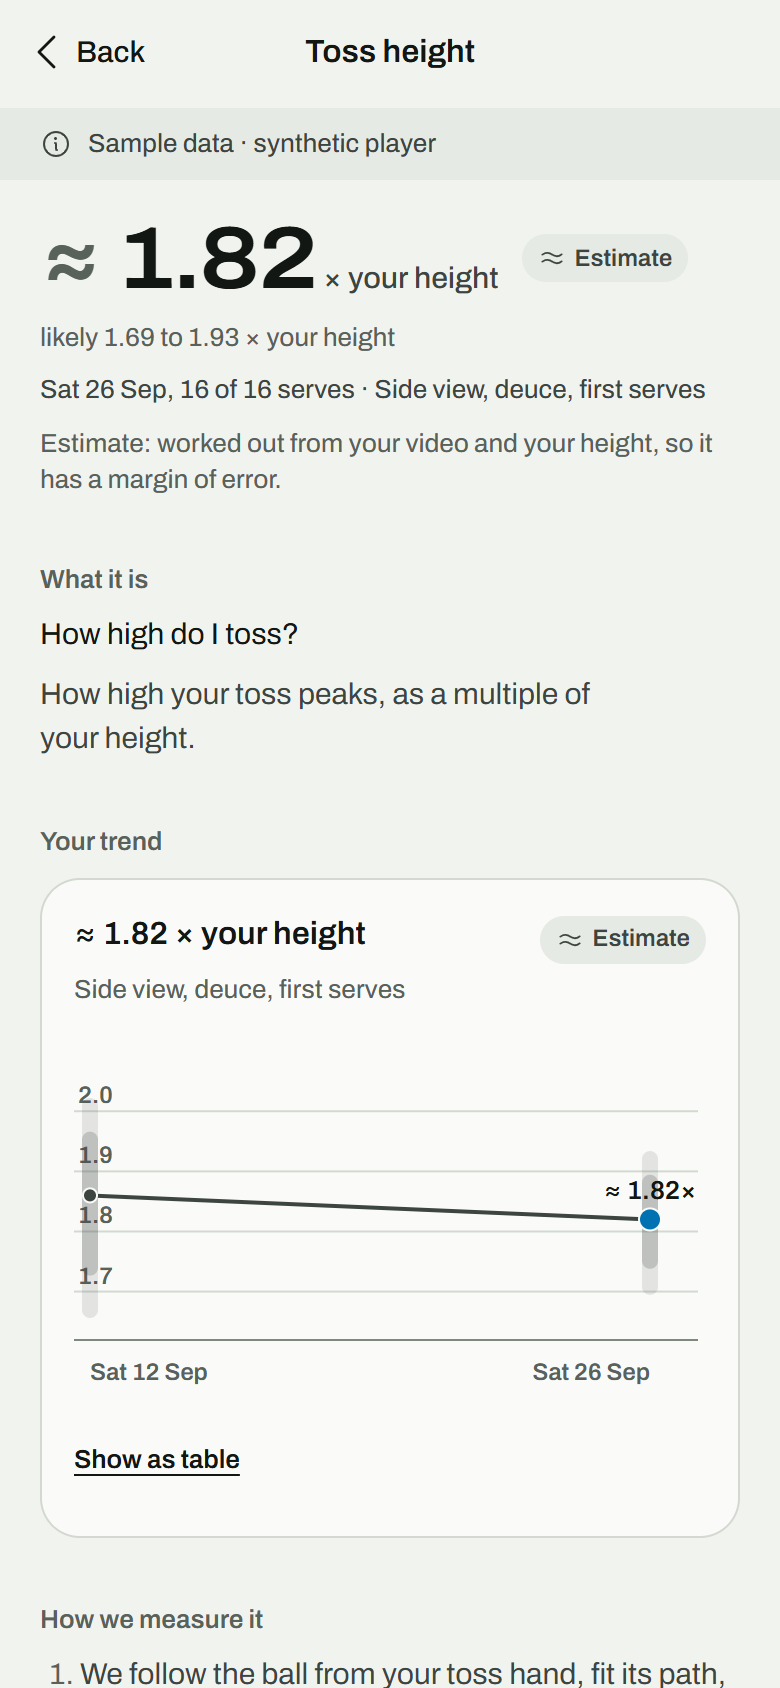 Back
Toss height
Sample data · synthetic player
≈ 1.82 × your height
≈ Estimate
likely 1.69 to 1.93 × your height
Sat 26 Sep, 16 of 16 serves · Side view, deuce, first serves
Estimate: worked out from your video and your height, so it
has a margin of error.
What it is
How high do I toss?
How high your toss peaks, as a multiple of
your height.
Your trend
≈ 1.82 × your height
≈ Estimate
Side view, deuce, first serves
2.0
1.9
≈ 1.82×
1.8
1.7
Sat 12 Sep
Sat 26 Sep
Show as table
How we measure it
1. We follow the ball from your toss hand, fit its path,